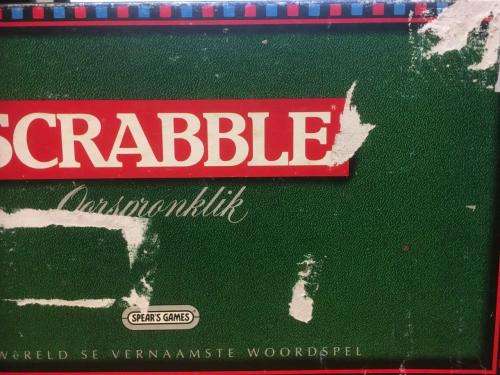 SCRABBLE
Oorspronklik
SPEAR'S GAMES
WÊRELD SE VERNAAMSTE WOORDSPEL